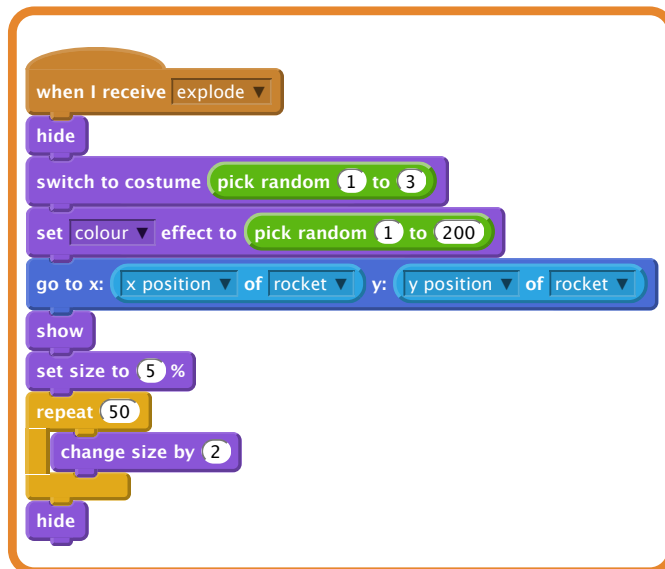 when I receive explode
hide
switch to costume pick random 1 to 3
set colour effect to pick random 1 to 200
go to x: x position of rocket y: y position of rocket
show
set size to 5 %
repeat 50
change size by 2
hide